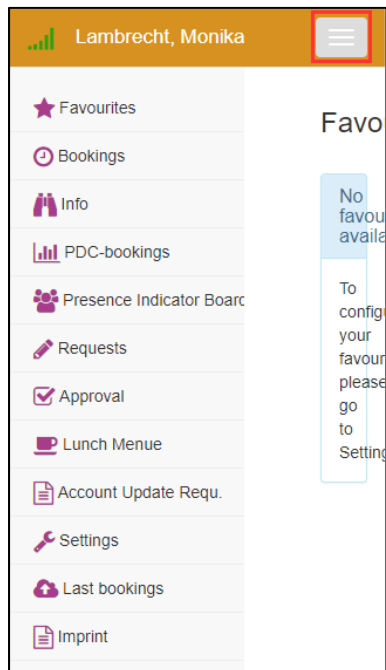 Lambrecht, Monika
Favourites
Bookings
Info
PDC-bookings
Presence Indicator Board
Requests
Approval
Lunch Menue
Account Update Requ.
Settings
Last bookings
Imprint
Favo
No
favou
availa
To
config
your
favour
please
go
to
Setting